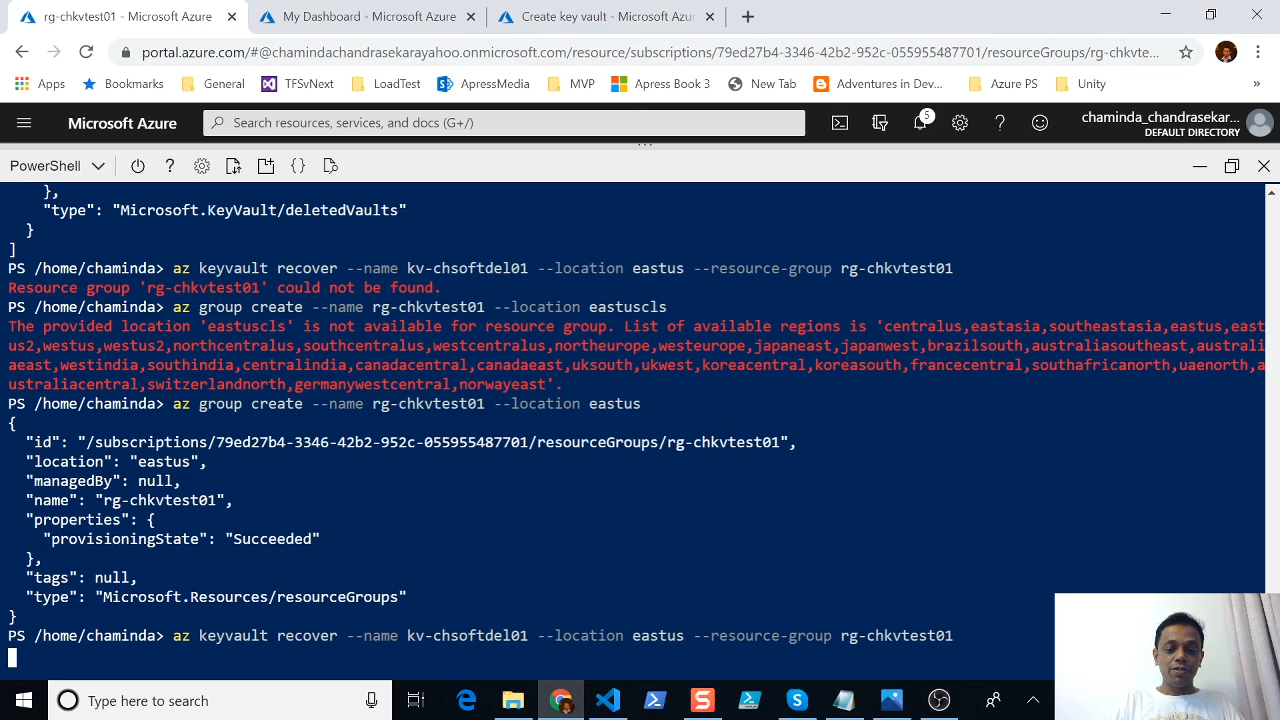 rg-chkvtest01 - Microsoft Azure
My Dashboard - Microsoft Azure
Create key vault - Microsoft Azu
portal.azure.com/#@chamindachandrasekarayahoo.onmicrosoft.com/resource/subscriptions/79ed27b4-3346-42b2-952c-055955487701/resourceGroups/rg-chkvte...
Apps
Bookmarks
General
TFSvNext
LoadTest
ApressMedia
MVP
Apress Book 3
New Tab
Adventures in Dev...
Azure PS
Unity
»
Microsoft Azure
Search resources, services, and docs (G+/)
5
chaminda_chandrasekar...
DEFAULT DIRECTORY
PowerShell
},
"type": "Microsoft.KeyVault/deletedVaults"
}
]
PS /home/chaminda> az keyvault recover --name kv-chsoftdel01 --location eastus --resource-group rg-chkvtest01
Resource group 'rg-chkvtest01' could not be found.
PS /home/chaminda> az group create --name rg-chkvtest01 --location eastuscls
The provided location 'eastuscls' is not available for resource group. List of available regions is 'centralus,eastasia,southeastasia,eastus,east
us2,westus,westus2,northcentralus,southcentralus,westcentralus,northeurope,westeurope,japaneast,japanwest,brazilsouth,australiasoutheast,australi
aeast,westindia,southindia,centralindia,canadacentral,canadaeast,uksouth,ukwest,koreacentral,koreasouth,francecentral,southafricanorth,uaenorth,a
ustraliacentral,switzerlandnorth,germanywestcentral,norwayeast'.
PS /home/chaminda> az group create --name rg-chkvtest01 --location eastus
{
"id": "/subscriptions/79ed27b4-3346-42b2-952c-055955487701/resourceGroups/rg-chkvtest01",
"location": "eastus",
"managedBy": null,
"name": "rg-chkvtest01",
"properties": {
"provisioningState": "Succeeded"
},
"tags": null,
"type": "Microsoft.Resources/resourceGroups"
}
PS /home/chaminda> az keyvault recover --name kv-chsoftdel01 --location eastus --resource-group rg-chkvtest01
Type here to search